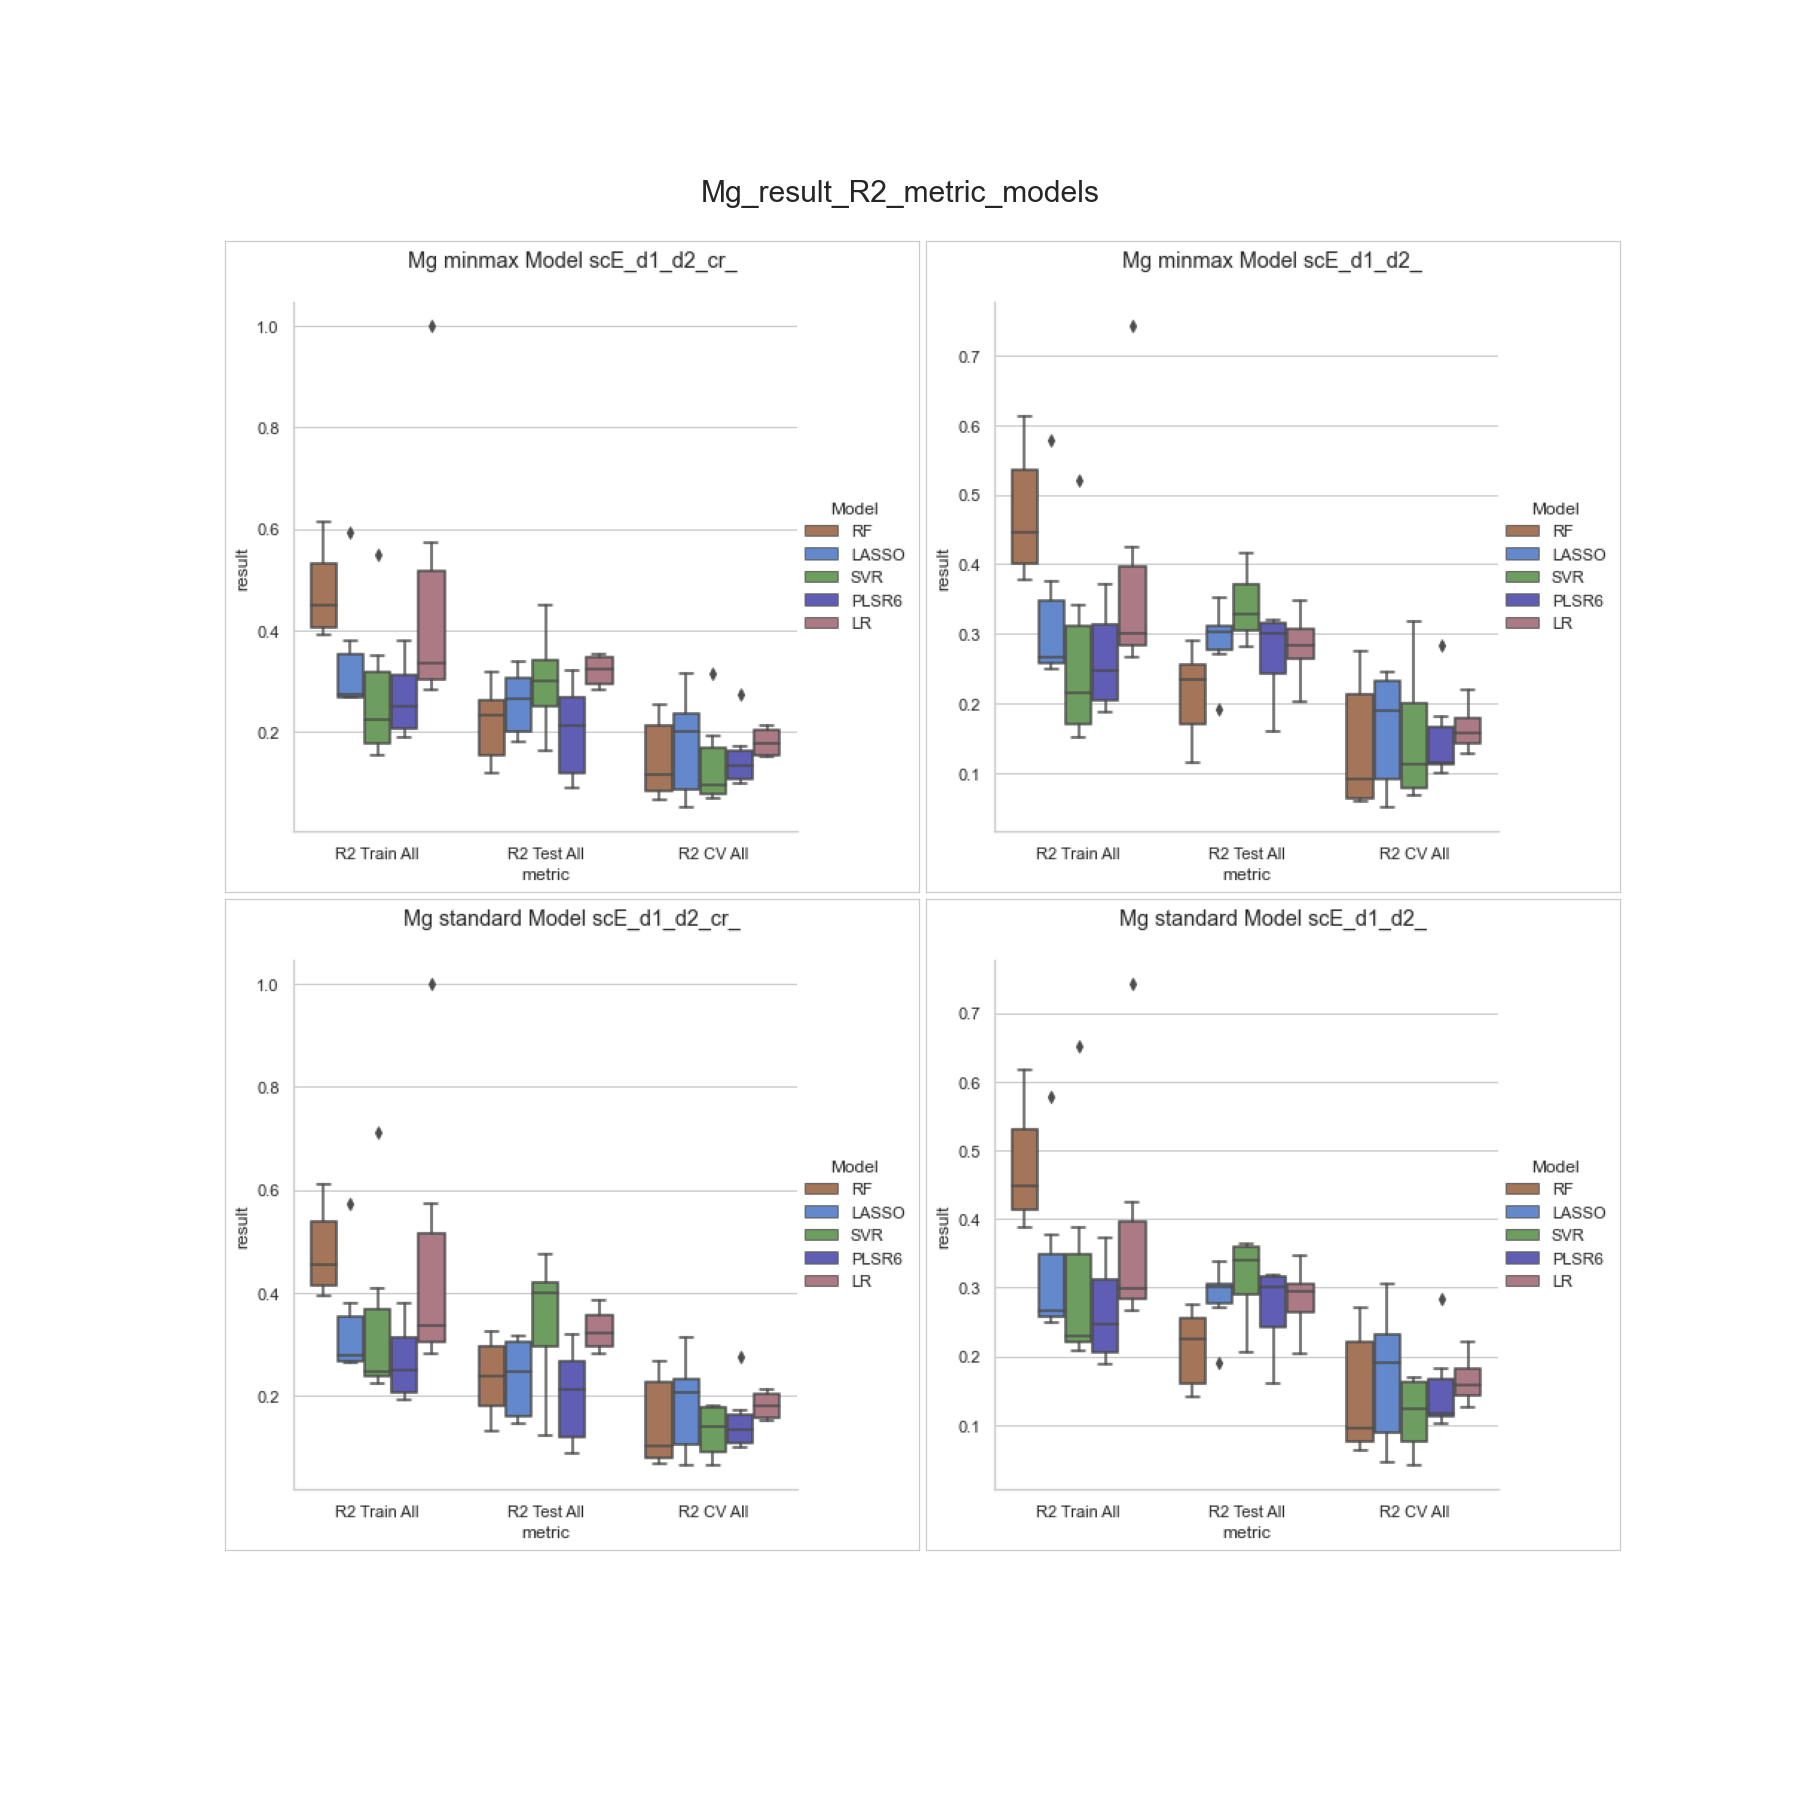 Mg_result_R2_metric_models
Mg minmax Model scE_d1_d2_cr_
1.0
0.8
0.6
0.4
0.2
result
R2 Train All
R2 Test All
R2 CV All
metric
Model
RF
LASSO
SVR
PLSR6
LR
Mg minmax Model scE_d1_d2_
0.7
0.6
0.5
0.4
0.3
0.2
0.1
result
R2 Train All
R2 Test All
R2 CV All
metric
Model
RF
LASSO
SVR
PLSR6
LR
Mg standard Model scE_d1_d2_cr_
1.0
0.8
0.6
0.4
0.2
result
R2 Train All
R2 Test All
R2 CV All
metric
Model
RF
LASSO
SVR
PLSR6
LR
Mg standard Model scE_d1_d2_
0.7
0.6
0.5
0.4
0.3
0.2
0.1
result
R2 Train All
R2 Test All
R2 CV All
metric
Model
RF
LASSO
SVR
PLSR6
LR